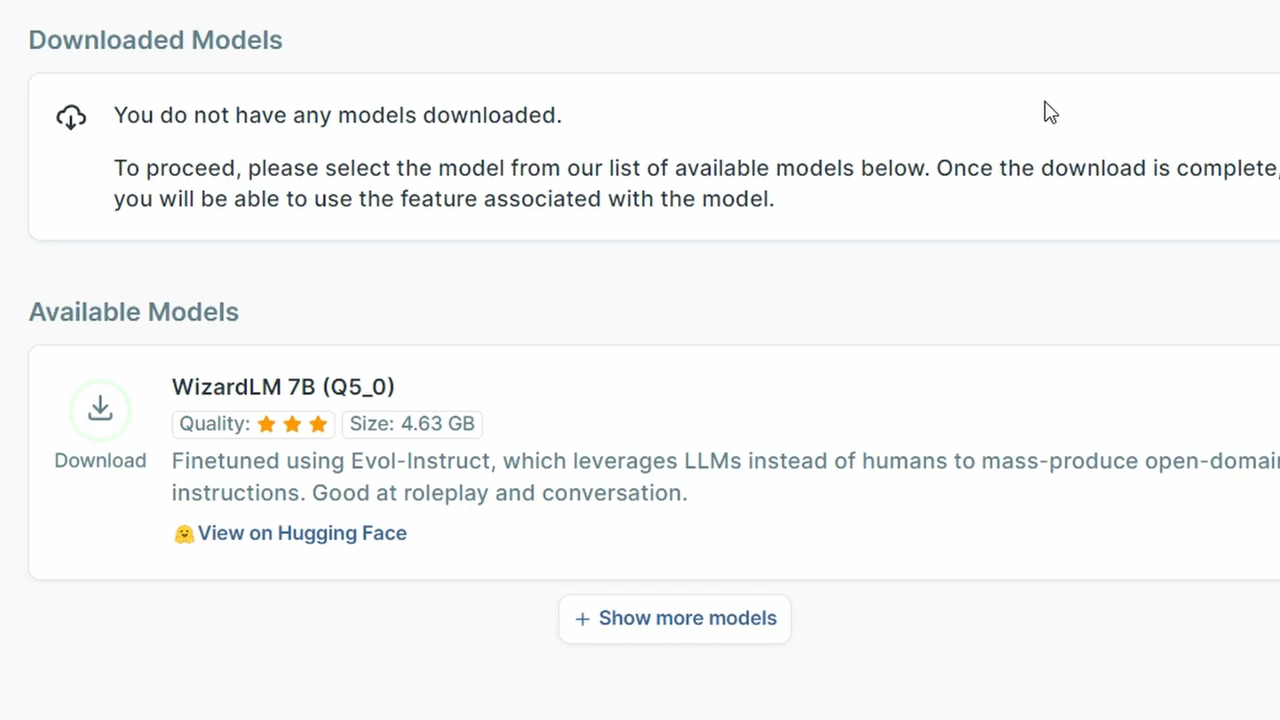 Downloaded Models
You do not have any models downloaded.
To proceed, please select the model from our list of available models below. Once the download is complete,
you will be able to use the feature associated with the model.
Available Models
WizardLM 7B (Q5_0)
Quality: Size: 4.63 GB
Download
Finetuned using Evol-Instruct, which leverages LLMs instead of humans to mass-produce open-domain
instructions. Good at roleplay and conversation.
View on Hugging Face
+ Show more models